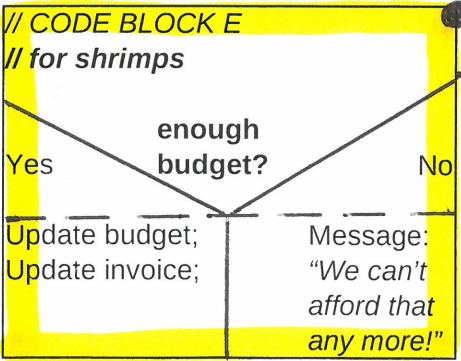 // CODE BLOCK E
// for shrimps
enough
budget?
Yes
No
Update budget;
Update invoice;
Message:
“We can’t
afford that
any more!”